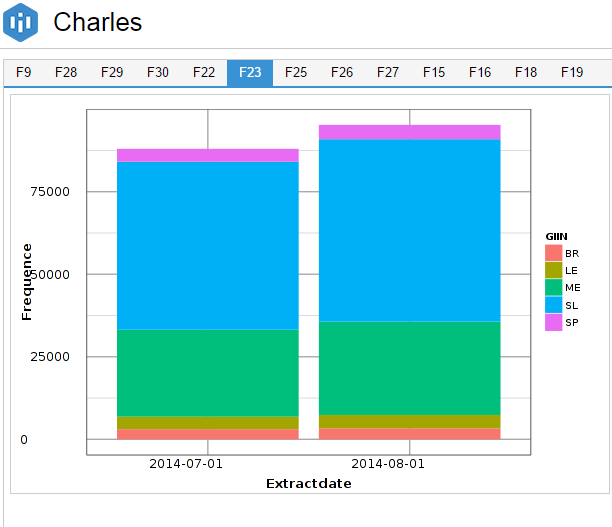 Charles
F9 F28 F29 F30 F22 F23 F25 F26 F27 F15 F16 F18 F19
75000
50000
25000
0
Frequence
2014-07-01 2014-08-01
Extractdate
GIIN
BR
LE
ME
SL
SP